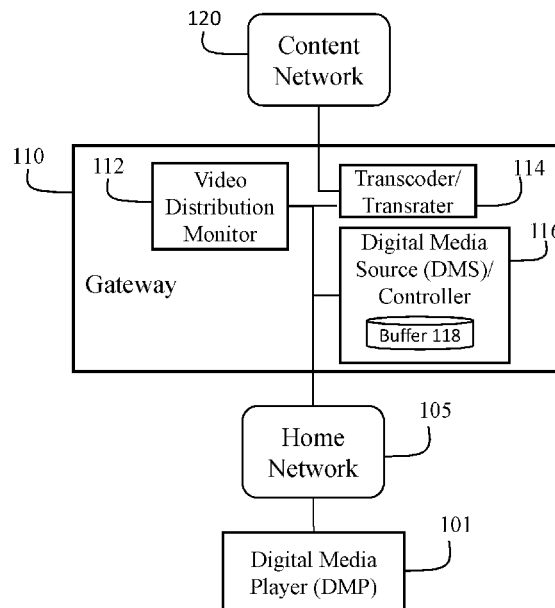 120
Content
Network
110
112
Video
Distribution
Monitor
Transcoder/
Transrater
114
Gateway
Digital Media
Source (DMS)/
Controller
Buffer 118
116
Home
Network
105
Digital Media
Player (DMP)
101